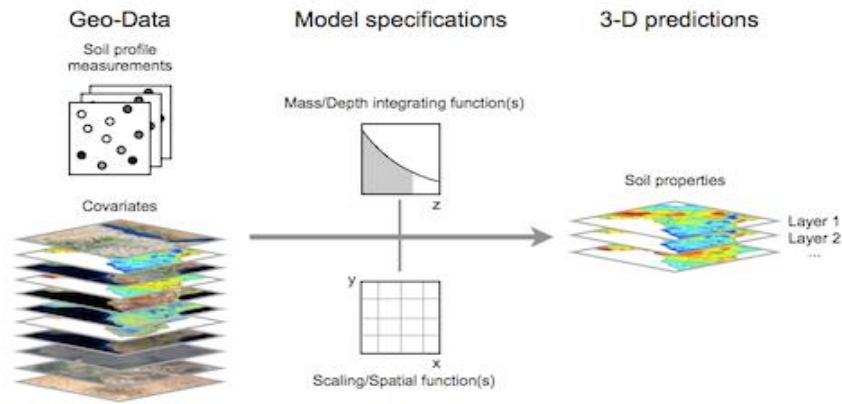 Geo-Data
Model specifications
3-D predictions
Soil profile
measurements
Mass/Depth integrating function(s)
z
Covariates
Soil properties
Layer 1
Layer 2
...
y
x
Scaling/Spatial function(s)